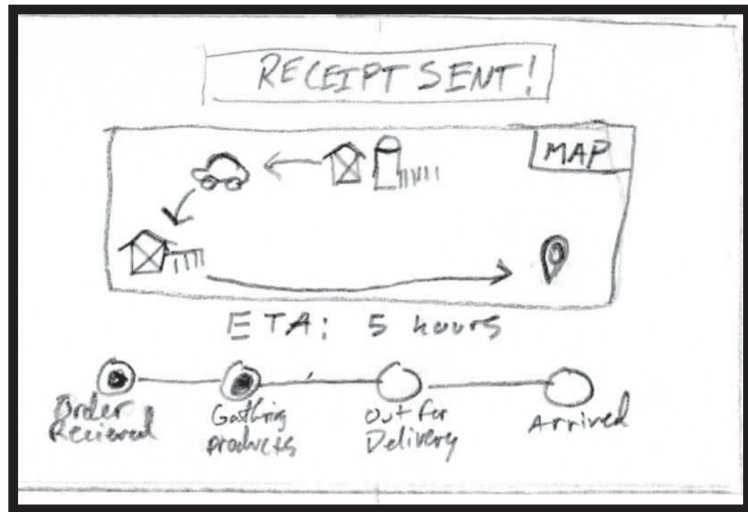 RECEIPT SENT!
MAP
ETA: 5 hours
Order
Recieved
Gathring
products
Out For
Delivery
Arrived